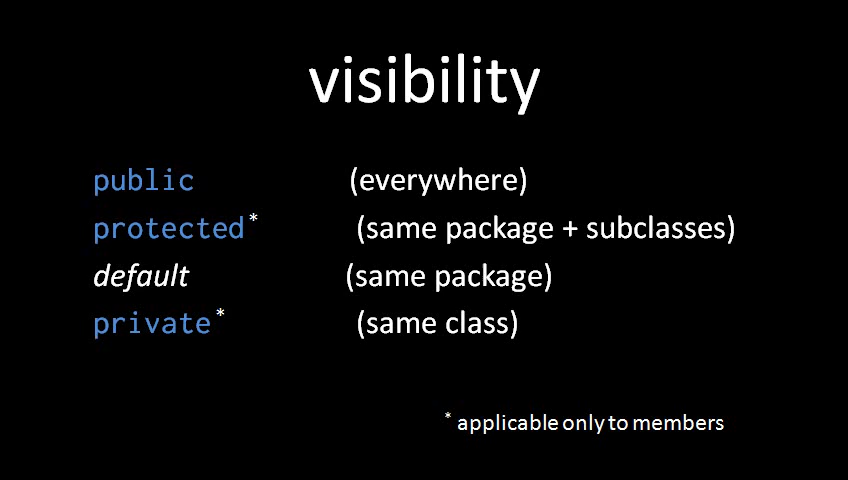 visibility
public (everywhere)
protected* (same package + subclasses)
default (same package)
private* (same class)
* applicable only to members